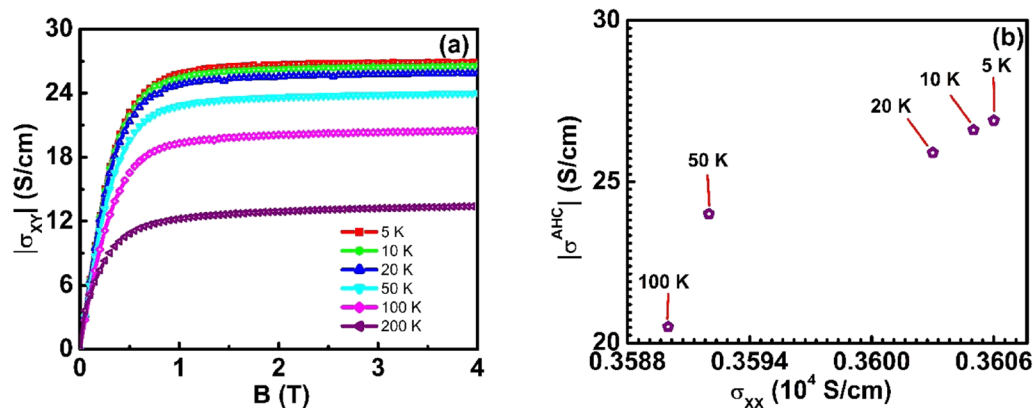 (a)
|σXY| (S/cm)
30
24
18
12
6
0
5 K
10 K
20 K
50 K
100 K
200 K
0 1 2 3 4
B (T)
(b)
|σ^AHC| (S/cm)
30
25
20
5 K
10 K
20 K
50 K
100 K
0.3588 0.3594 0.3600 0.3606
σxx (10^4 S/cm)